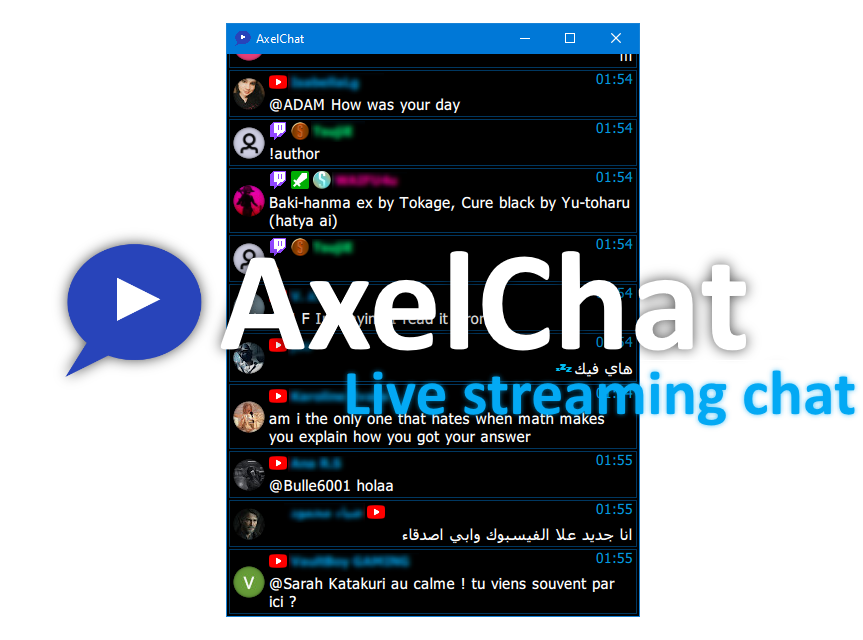 AxelChat
01:54
@ADAM How was your day
01:54
!author
01:54
Baki-hanma ex by Tokage, Cure black by Yu-toharu
(hatya ai)
01:54
AxelChat
هاي فيك 💤
Live streaming chat
am i the only one that hates when math makes
you explain how you got your answer
01:55
@Bulle6001 holaa
01:55
انا جديد علا الفيسبوك وابي اصدقاء
01:55
V
@Sarah Katakuri au calme ! tu viens souvent par
ici ?